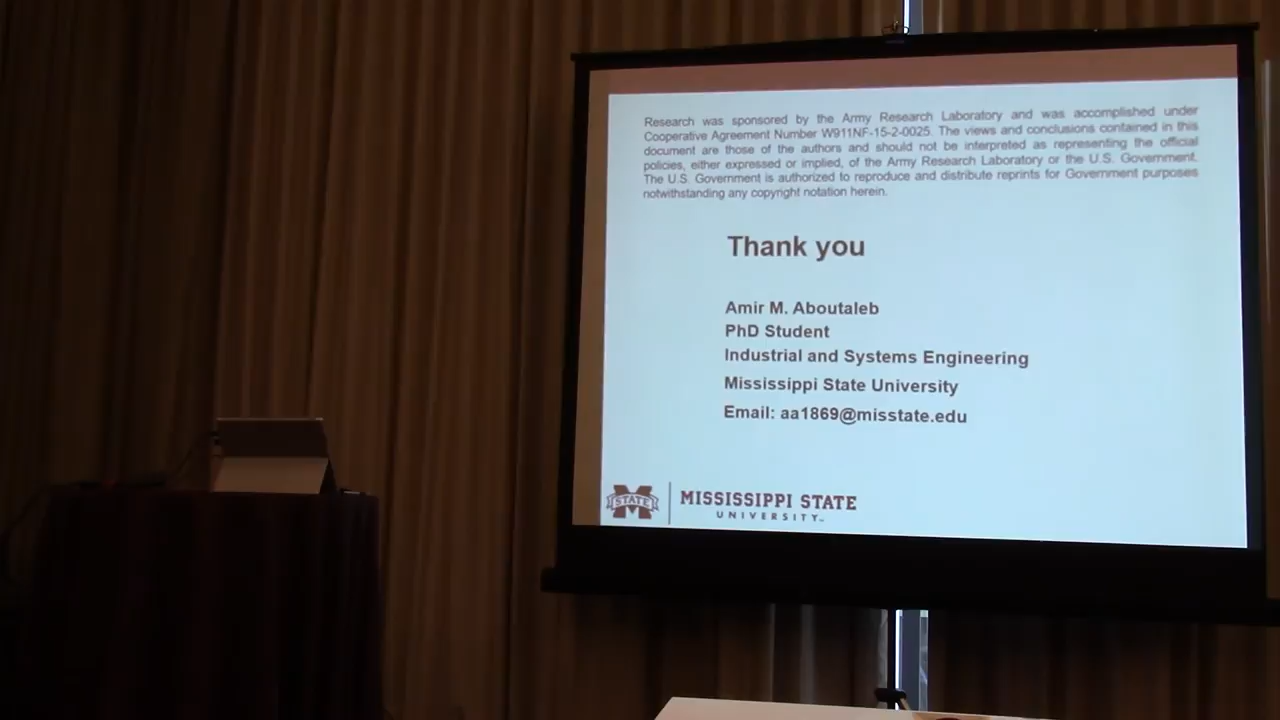 Research was sponsored by the Army Research Laboratory and was accomplished under
Cooperative Agreement Number W911NF-15-2-0025. The views and conclusions contained in this
document are those of the authors and should not be interpreted as representing the official
policies, either expressed or implied, of the Army Research Laboratory or the U.S. Government.
The U.S. Government is authorized to reproduce and distribute reprints for Government purposes
notwithstanding any copyright notation herein.
Thank you
Amir M. Aboutaleb
PhD Student
Industrial and Systems Engineering
Mississippi State University
Email: aa1869@misstate.edu
STATE
MISSISSIPPI STATE
UNIVERSITY™